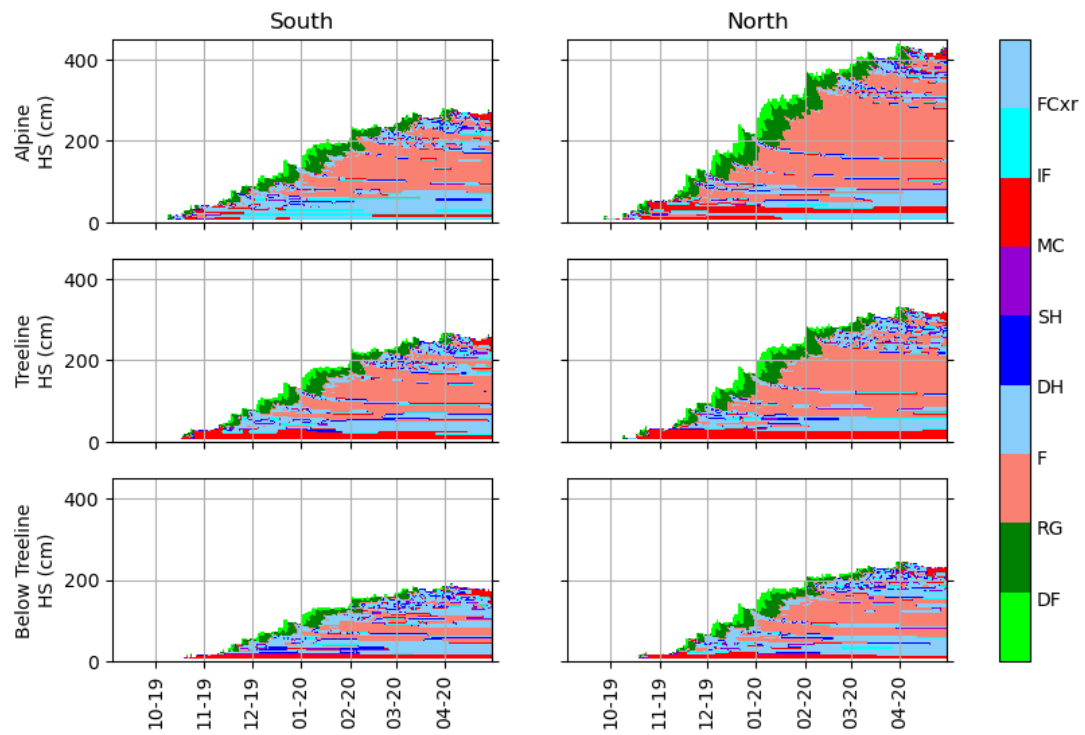 South
North
Alpine
HS (cm)
400
200
0
Treeline
HS (cm)
400
200
0
Below Treeline
HS (cm)
400
200
0
10-19
11-19
12-19
01-20
02-20
03-20
04-20
10-19
11-19
12-19
01-20
02-20
03-20
04-20
FCxr
IF
MC
SH
DH
F
RG
DF